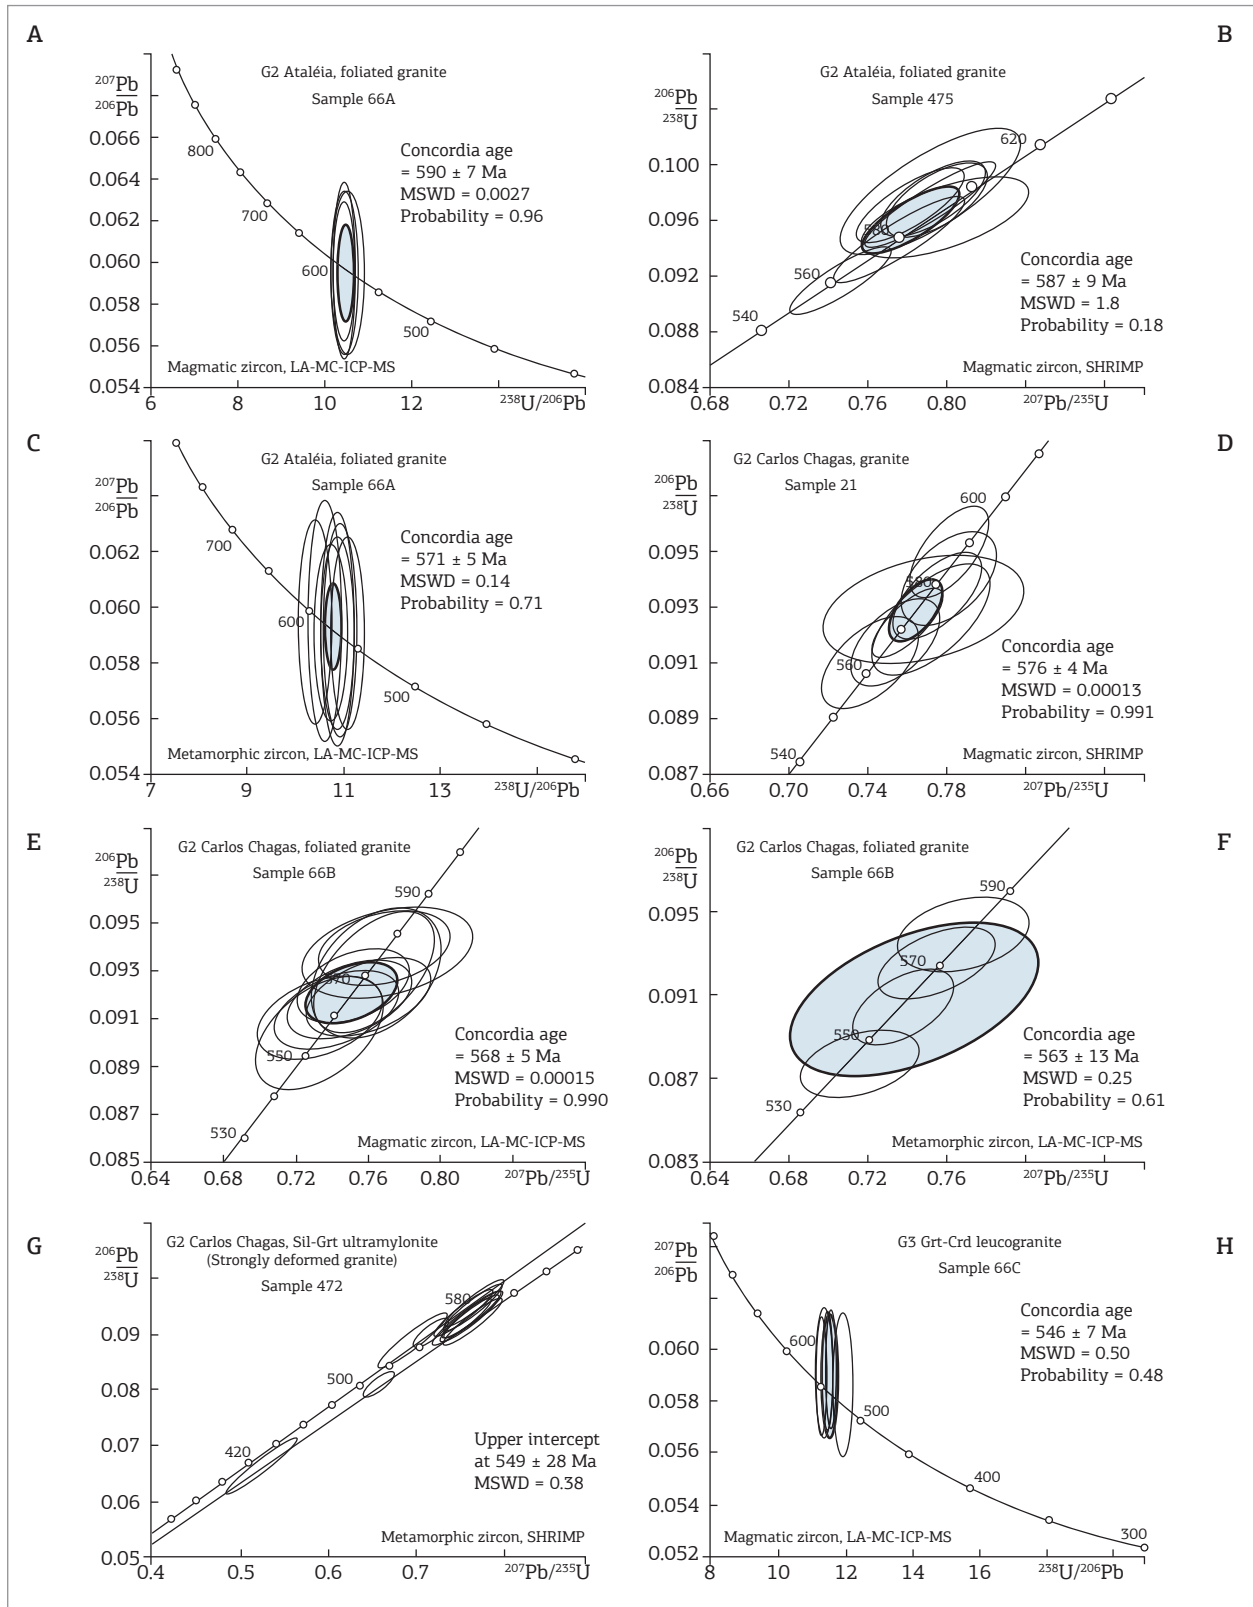 A
²⁰⁷Pb
²⁰⁶Pb
G2 Ataléia, foliated granite
Sample 66A
Concordia age
= 590 ± 7 Ma
MSWD = 0.0027
Probability = 0.96
0.066
0.064
0.062
0.060
0.058
0.056
0.054
800
700
600
500
Magmatic zircon, LA-MC-ICP-MS
6 8 10 12 ²³⁸U/²⁰⁶Pb
B
²⁰⁶Pb
²³⁸U
G2 Ataléia, foliated granite
Sample 475
0.100
0.096
0.092
0.088
0.084
620
580
560
540
Concordia age
= 587 ± 9 Ma
MSWD = 1.8
Probability = 0.18
Magmatic zircon, SHRIMP
0.68 0.72 0.76 0.80 ²⁰⁷Pb/²³⁵U
C
²⁰⁷Pb
²⁰⁶Pb
G2 Ataléia, foliated granite
Sample 66A
Concordia age
= 571 ± 5 Ma
MSWD = 0.14
Probability = 0.71
0.062
0.060
0.058
0.056
0.054
700
600
500
Metamorphic zircon, LA-MC-ICP-MS
7 9 11 13 ²³⁸U/²⁰⁶Pb
D
²⁰⁶Pb
²³⁸U
G2 Carlos Chagas, granite
Sample 21
0.095
0.093
0.091
0.089
0.087
600
580
560
540
Concordia age
= 576 ± 4 Ma
MSWD = 0.00013
Probability = 0.991
Magmatic zircon, SHRIMP
0.66 0.70 0.74 0.78 ²⁰⁷Pb/²³⁵U
E
²⁰⁶Pb
²³⁸U
G2 Carlos Chagas, foliated granite
Sample 66B
0.095
0.093
0.091
0.089
0.087
0.085
590
570
550
530
Concordia age
= 568 ± 5 Ma
MSWD = 0.00015
Probability = 0.990
Magmatic zircon, LA-MC-ICP-MS
0.64 0.68 0.72 0.76 0.80 ²⁰⁷Pb/²³⁵U
F
²⁰⁶Pb
²³⁸U
G2 Carlos Chagas, foliated granite
Sample 66B
0.095
0.091
0.087
0.083
590
570
550
530
Concordia age
= 563 ± 13 Ma
MSWD = 0.25
Probability = 0.61
Metamorphic zircon, LA-MC-ICP-MS
0.64 0.68 0.72 0.76 ²⁰⁷Pb/²³⁵U
G
²⁰⁶Pb
²³⁸U
G2 Carlos Chagas, Sil-Grt ultramylonite
(Strongly deformed granite)
Sample 472
0.09
0.08
0.07
0.06
0.05
580
500
420
Upper intercept
at 549 ± 28 Ma
MSWD = 0.38
Metamorphic zircon, SHRIMP
0.4 0.5 0.6 0.7 ²⁰⁷Pb/²³⁵U
H
²⁰⁷Pb
²⁰⁶Pb
G3 Grt-Crd leucogranite
Sample 66C
Concordia age
= 546 ± 7 Ma
MSWD = 0.50
Probability = 0.48
0.060
0.058
0.056
0.054
0.052
600
500
400
300
Magmatic zircon, LA-MC-ICP-MS
8 10 12 14 16 ²³⁸U/²⁰⁶Pb